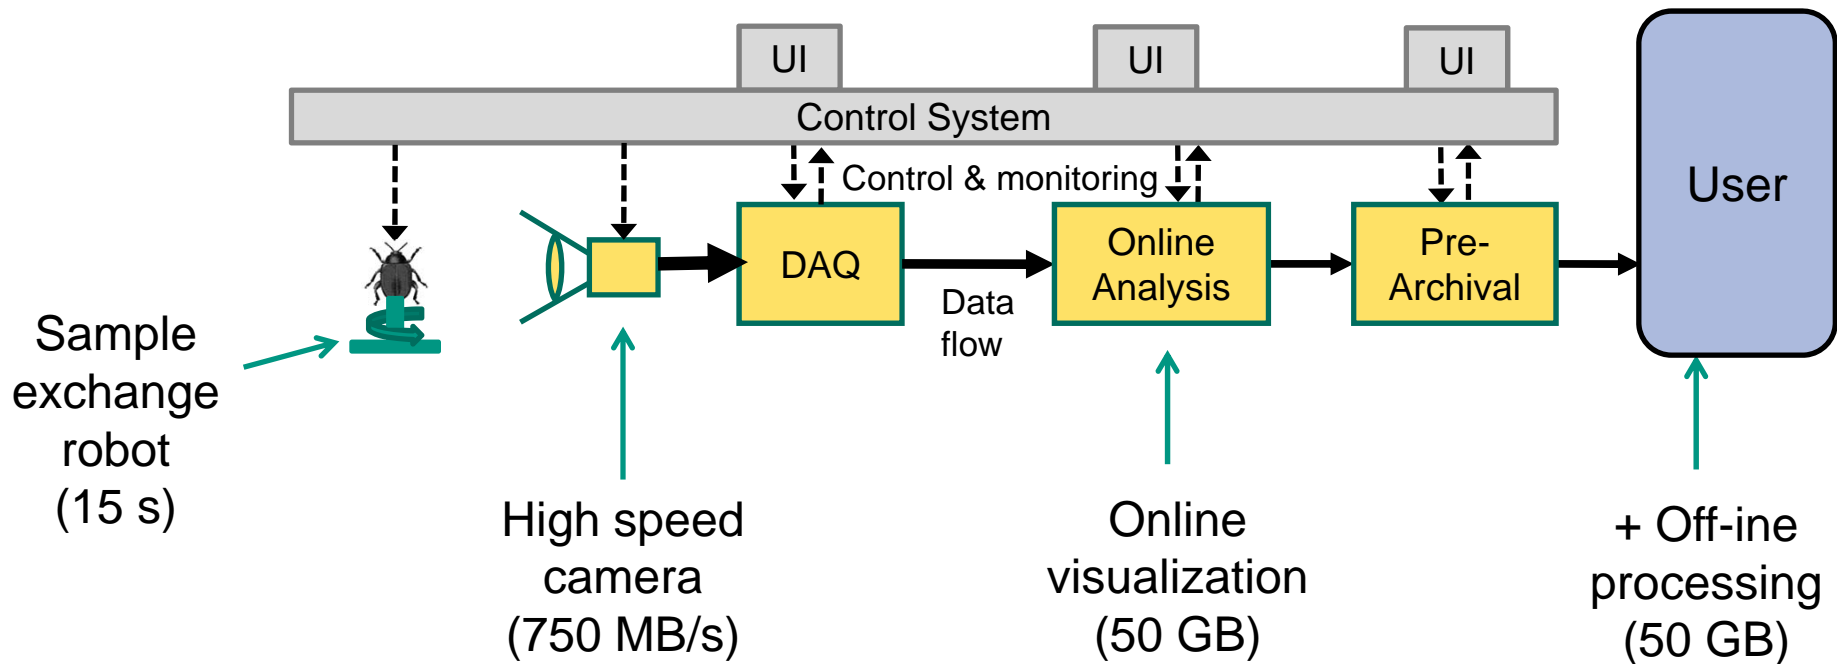 UI
UI
UI
Control System
Control & monitoring
User
DAQ
Data
flow
Online
Analysis
Pre-
Archival
Sample
exchange
robot
(15 s)
High speed
camera
(750 MB/s)
Online
visualization
(50 GB)
+ Off-ine
processing
(50 GB)